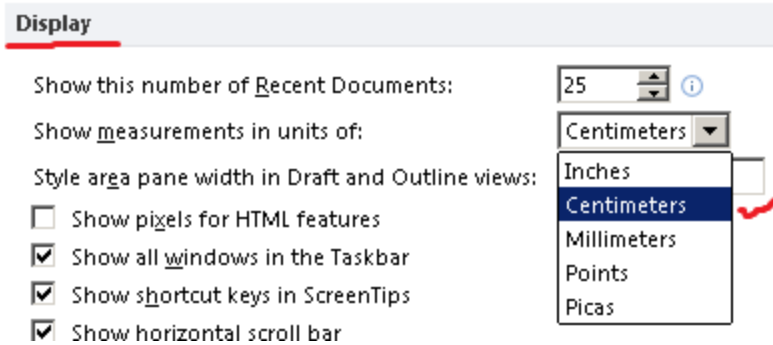 Display
Show this number of Recent Documents: 25
Show measurements in units of: Centimeters
Style area pane width in Draft and Outline views:
Inches
Centimeters
Millimeters
Points
Picas
Show pixels for HTML features
Show all windows in the Taskbar
Show shortcut keys in ScreenTips
Show horizontal scroll bar